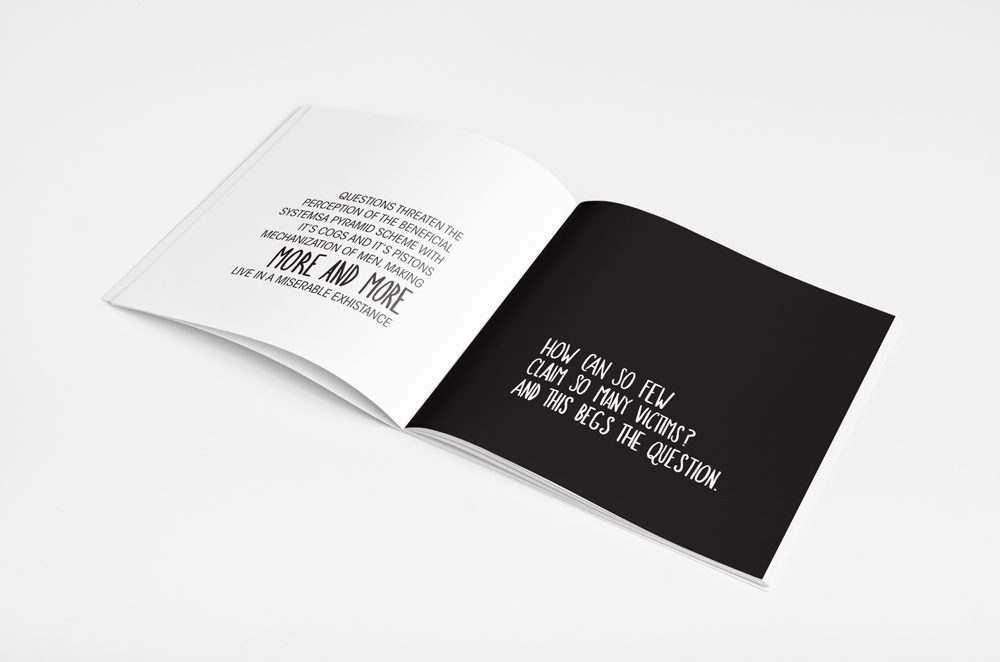 QUESTIONS THREATEN THE
PERCEPTION OF THE BENEFICIAL
SYSTEMSA PYRAMID SCHEME WITH
IT'S COGS AND IT'S PISTONS
MECHANIZATION OF MEN, MAKING
MORE AND MORE
LIVE IN A MISERABLE EXHISTANCE
HOW CAN SO FEW
CLAIM SO MANY VICTIMS?
AND THIS BEGS THE QUESTION.